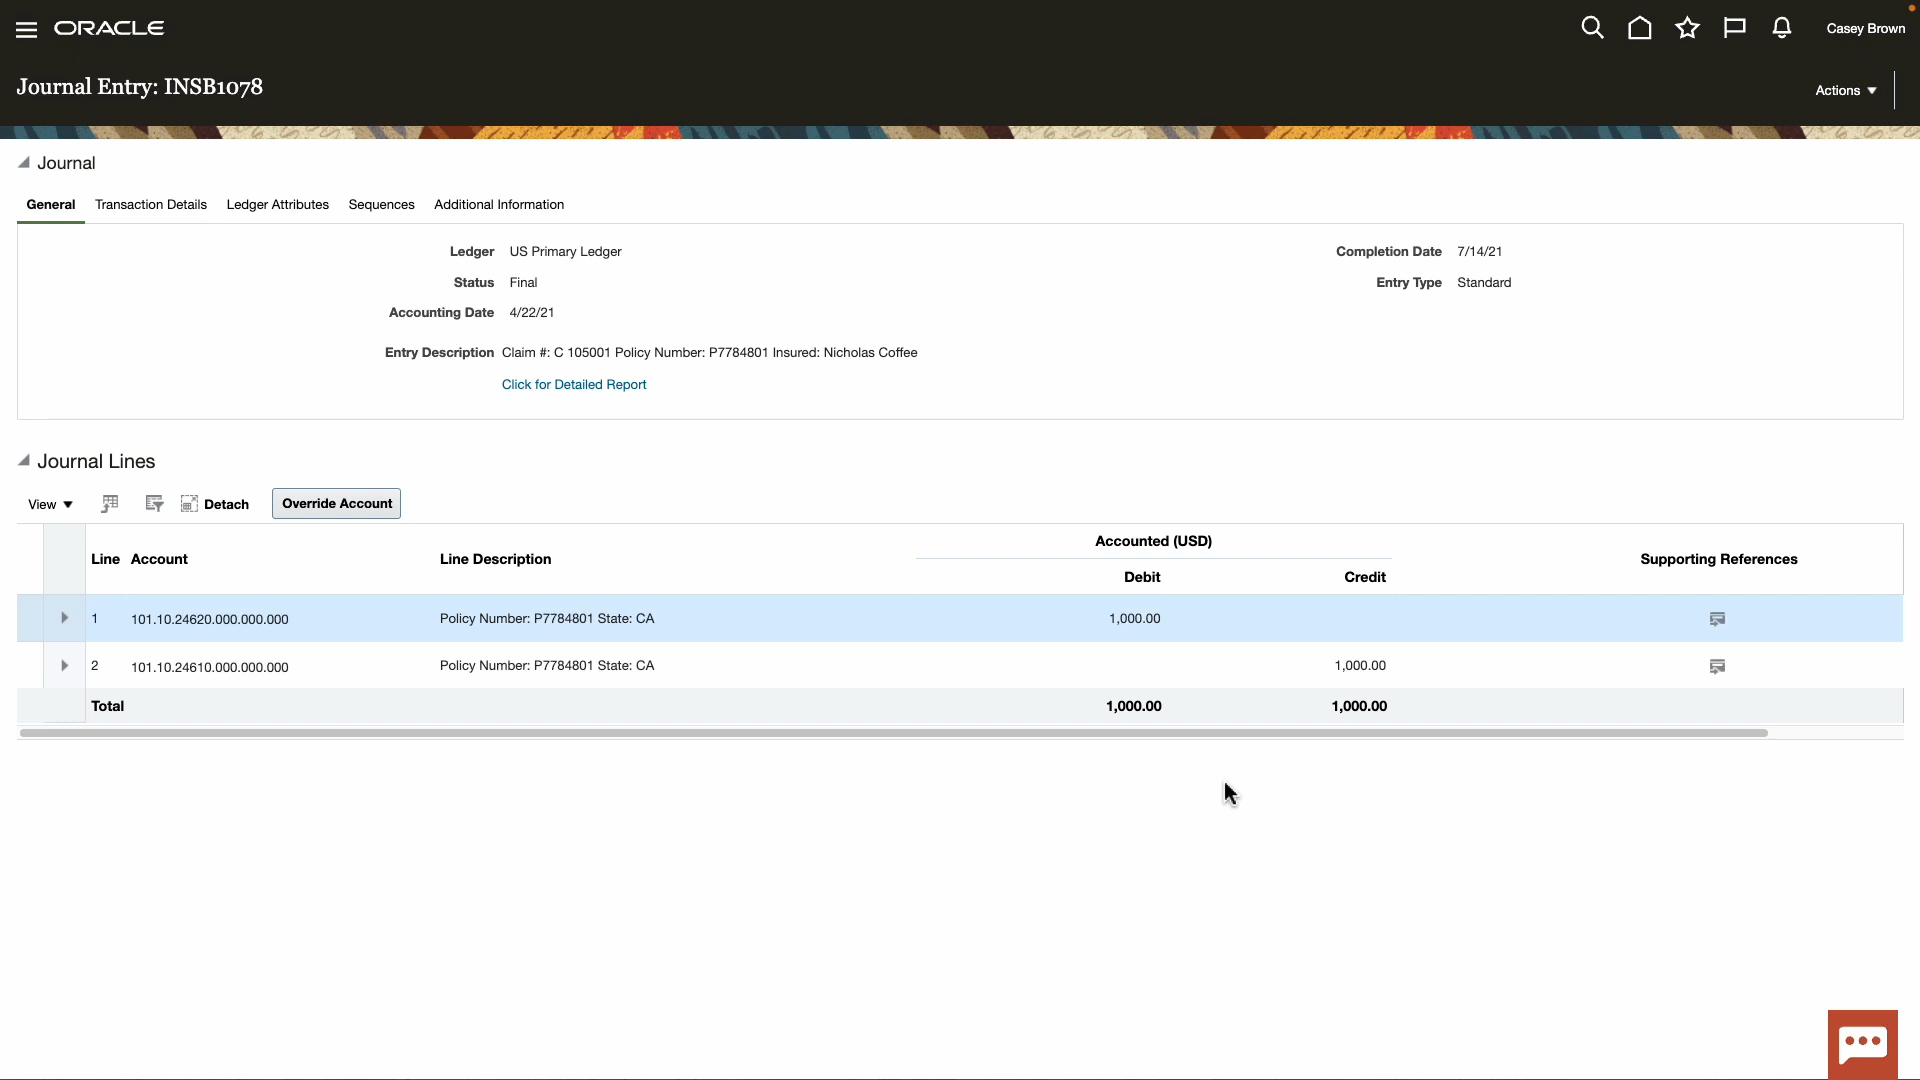 ORACLE
Casey Brown
Journal Entry: INSB1078
Actions
Journal
General Transaction Details Ledger Attributes Sequences Additional Information
Ledger US Primary Ledger Completion Date 7/14/21
Status Final Entry Type Standard
Accounting Date 4/22/21
Entry Description Claim #: C 105001 Policy Number: P7784801 Insured: Nicholas Coffee
Click for Detailed Report
Journal Lines
View Detach Override Account
Accounted (USD)
Line Account Line Description Supporting References
Debit Credit
1 101.10.24620.000.000.000 Policy Number: P7784801 State: CA 1,000.00
2 101.10.24610.000.000.000 Policy Number: P7784801 State: CA 1,000.00
Total 1,000.00 1,000.00